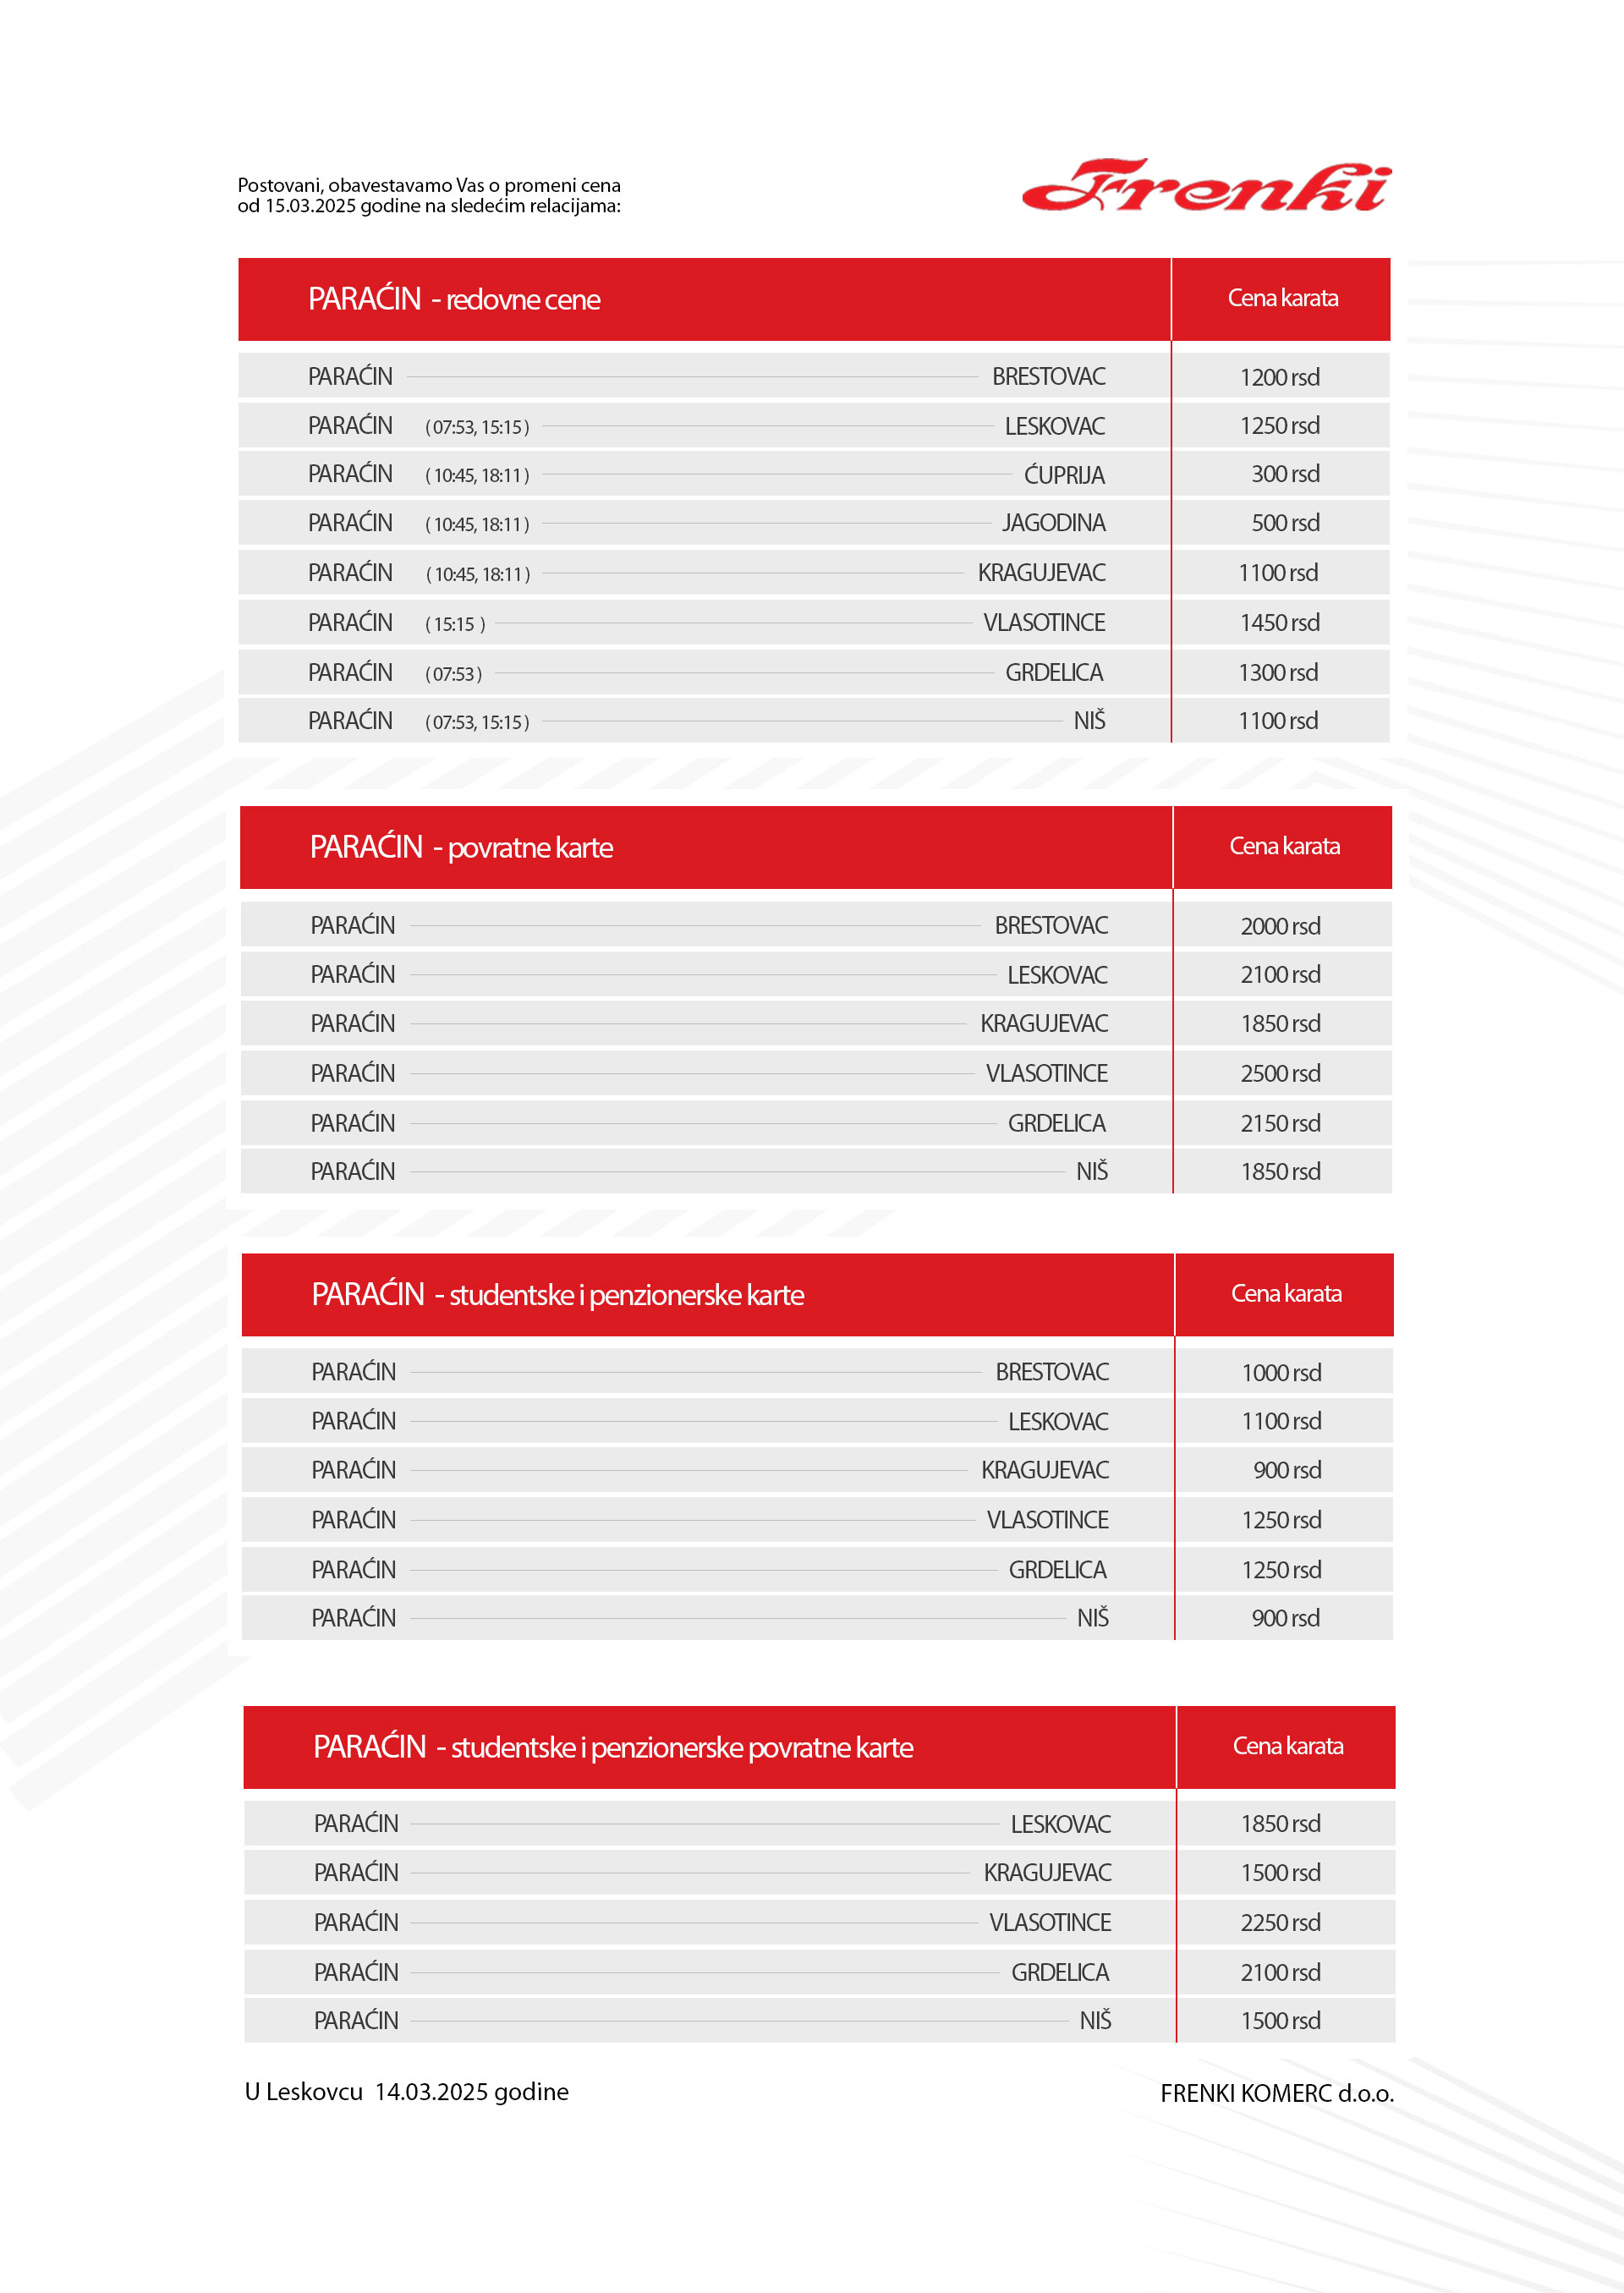 Postovani, obavestavamo Vas o promeni cena
od 15.03.2025 godine na sledećim relacijama:
Frenki
PARAĆIN - redovne cene Cena karata
PARAĆIN BRESTOVAC 1200 rsd
PARAĆIN ( 07:53, 15:15 ) LESKOVAC 1250 rsd
PARAĆIN ( 10:45, 18:11 ) ĆUPRIJA 300 rsd
PARAĆIN ( 10:45, 18:11 ) JAGODINA 500 rsd
PARAĆIN ( 10:45, 18:11 ) KRAGUJEVAC 1100 rsd
PARAĆIN ( 15:15 ) VLASOTINCE 1450 rsd
PARAĆIN ( 07:53 ) GRDELICA 1300 rsd
PARAĆIN ( 07:53, 15:15 ) NIŠ 1100 rsd
PARAĆIN - povratne karte Cena karata
PARAĆIN BRESTOVAC 2000 rsd
PARAĆIN LESKOVAC 2100 rsd
PARAĆIN KRAGUJEVAC 1850 rsd
PARAĆIN VLASOTINCE 2500 rsd
PARAĆIN GRDELICA 2150 rsd
PARAĆIN NIŠ 1850 rsd
PARAĆIN - studentske i penzionerske karte Cena karata
PARAĆIN BRESTOVAC 1000 rsd
PARAĆIN LESKOVAC 1100 rsd
PARAĆIN KRAGUJEVAC 900 rsd
PARAĆIN VLASOTINCE 1250 rsd
PARAĆIN GRDELICA 1250 rsd
PARAĆIN NIŠ 900 rsd
PARAĆIN - studentske i penzionerske povratne karte Cena karata
PARAĆIN LESKOVAC 1850 rsd
PARAĆIN KRAGUJEVAC 1500 rsd
PARAĆIN VLASOTINCE 2250 rsd
PARAĆIN GRDELICA 2100 rsd
PARAĆIN NIŠ 1500 rsd
U Leskovcu 14.03.2025 godine FRENKI KOMERC d.o.o.